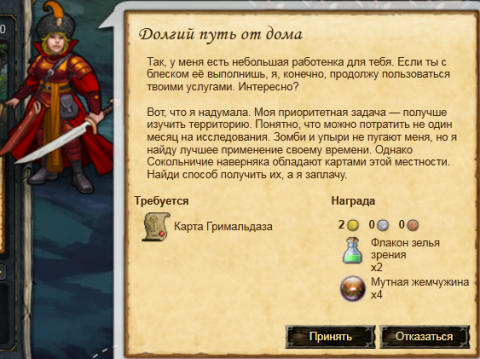 0
Долгий путь от дома
Так, у меня есть небольшая работенка для тебя. Если ты с
блеском её выполнишь, я, конечно, продолжу пользоваться
твоими услугами. Интересно?
Вот, что я надумала. Моя приоритетная задача — получше
изучить территорию. Понятно, что можно потратить не один
месяц на исследования. Зомби и упыри не пугают меня, но я
найду лучшее применение своему времени. Однако
Сокольничие наверняка обладают картами этой местности.
Найди способ получить их, а я заплачу.
Требуется
Карта Гримальдаза
Награда
2 0 0
Флакон зелья
зрения
x2
Мутная жемчужина
x4
Принять Отказаться